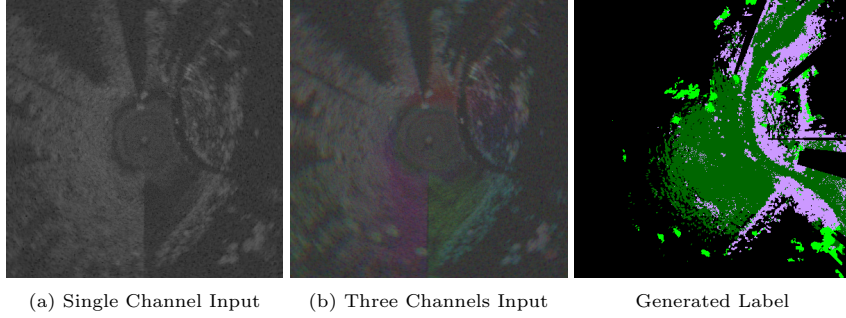 (a) Single Channel Input
(b) Three Channels Input
Generated Label